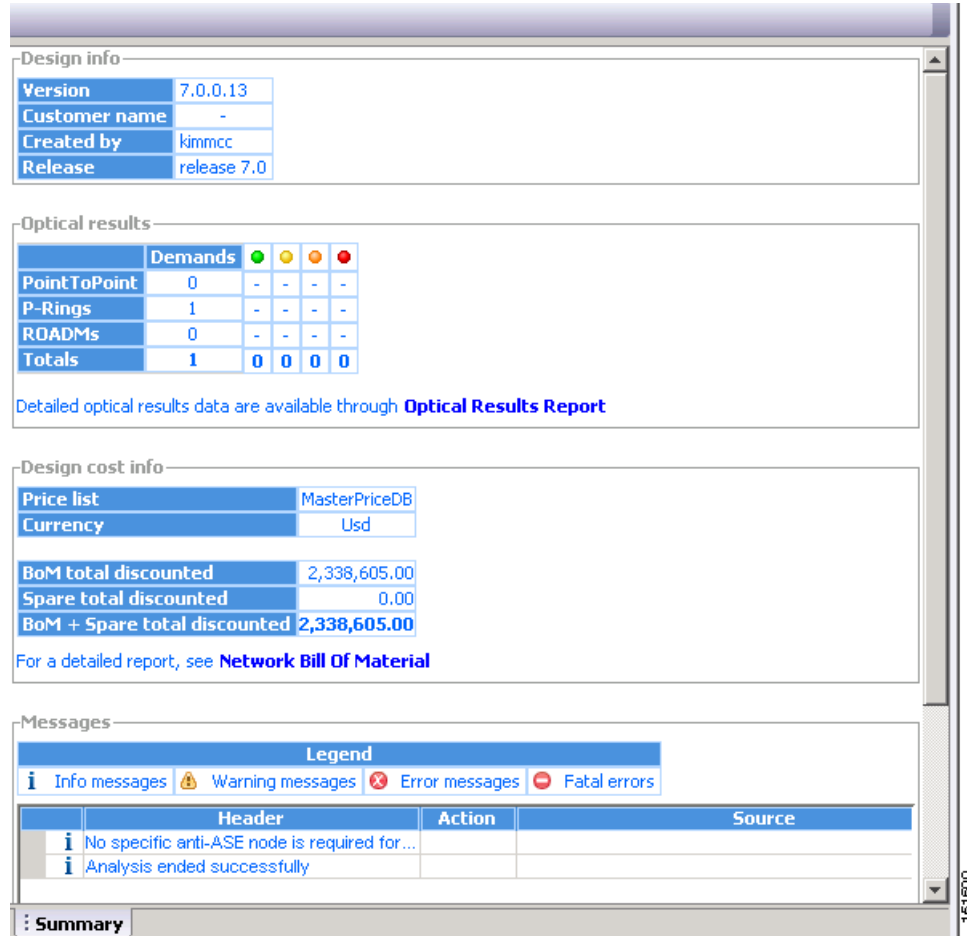 Design info
Version 7.0.0.13
Customer name -
Created by kimmcc
Release release 7.0
Optical results
Demands
PointToPoint 0 - - - -
P-Rings 1 - - - -
ROADMs 0 - - - -
Totals 1 0 0 0 0
Detailed optical results data are available through Optical Results Report
Design cost info
Price list MasterPriceDB
Currency Usd
BoM total discounted 2,338,605.00
Spare total discounted 0.00
BoM + Spare total discounted 2,338,605.00
For a detailed report, see Network Bill Of Material
Messages
Legend
i Info messages Warning messages Error messages Fatal errors
Header Action Source
i No specific anti-ASE node is required for...
i Analysis ended successfully
Summary